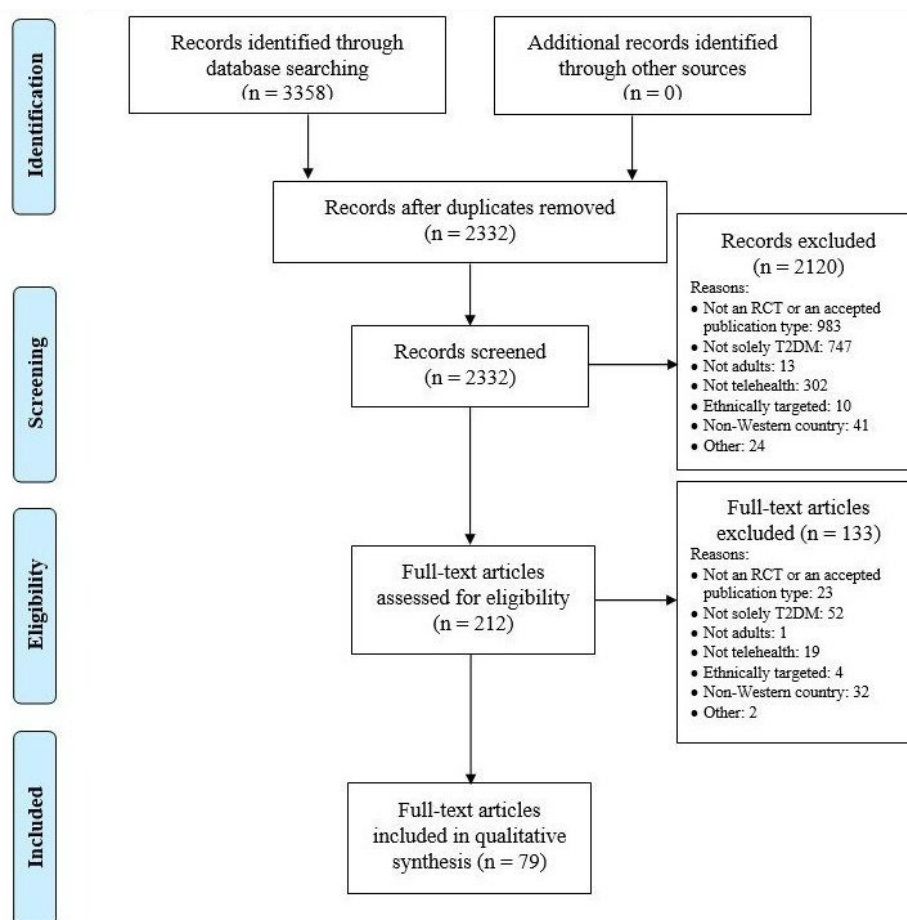 Identification
Records identified through
database searching
(n = 3358)
Additional records identified
through other sources
(n = 0)
Records after duplicates removed
(n = 2332)
Screening
Records screened
(n = 2332)
Records excluded
(n = 2120)
Reasons:
• Not an RCT or an accepted
publication type: 983
• Not solely T2DM: 747
• Not adults: 13
• Not telehealth: 302
• Ethnically targeted: 10
• Non-Western country: 41
• Other: 24
Eligibility
Full-text articles
assessed for eligibility
(n = 212)
Full-text articles
excluded (n = 133)
Reasons:
• Not an RCT or an accepted
publication type: 23
• Not solely T2DM: 52
• Not adults: 1
• Not telehealth: 19
• Ethnically targeted: 4
• Non-Western country: 32
• Other: 2
Included
Full-text articles
included in qualitative
synthesis (n = 79)